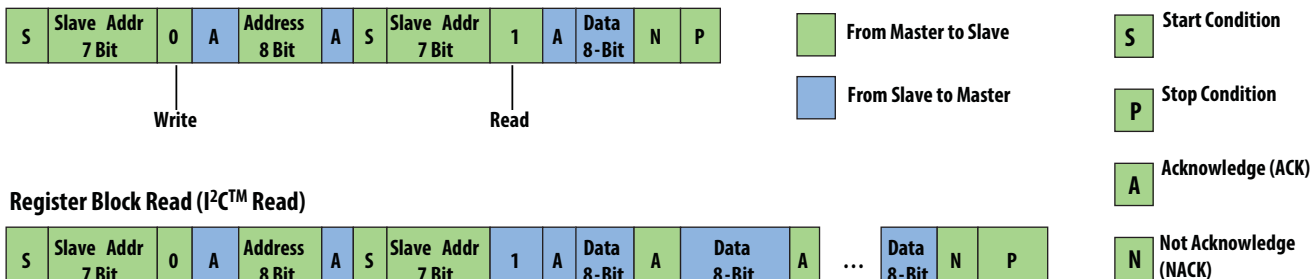 S Slave Addr 7 Bit 0 A Address 8 Bit A S Slave Addr 7 Bit 1 A Data 8-Bit N P
Write Read
From Master to Slave
From Slave to Master
S Start Condition
P Stop Condition
A Acknowledge (ACK)
N Not Acknowledge (NACK)
Register Block Read (I²C™ Read)
S Slave Addr 7 Bit 0 A Address 8 Bit A S Slave Addr 7 Bit 1 A Data 8-Bit A Data 8-Bit A ... Data 8-Bit N P